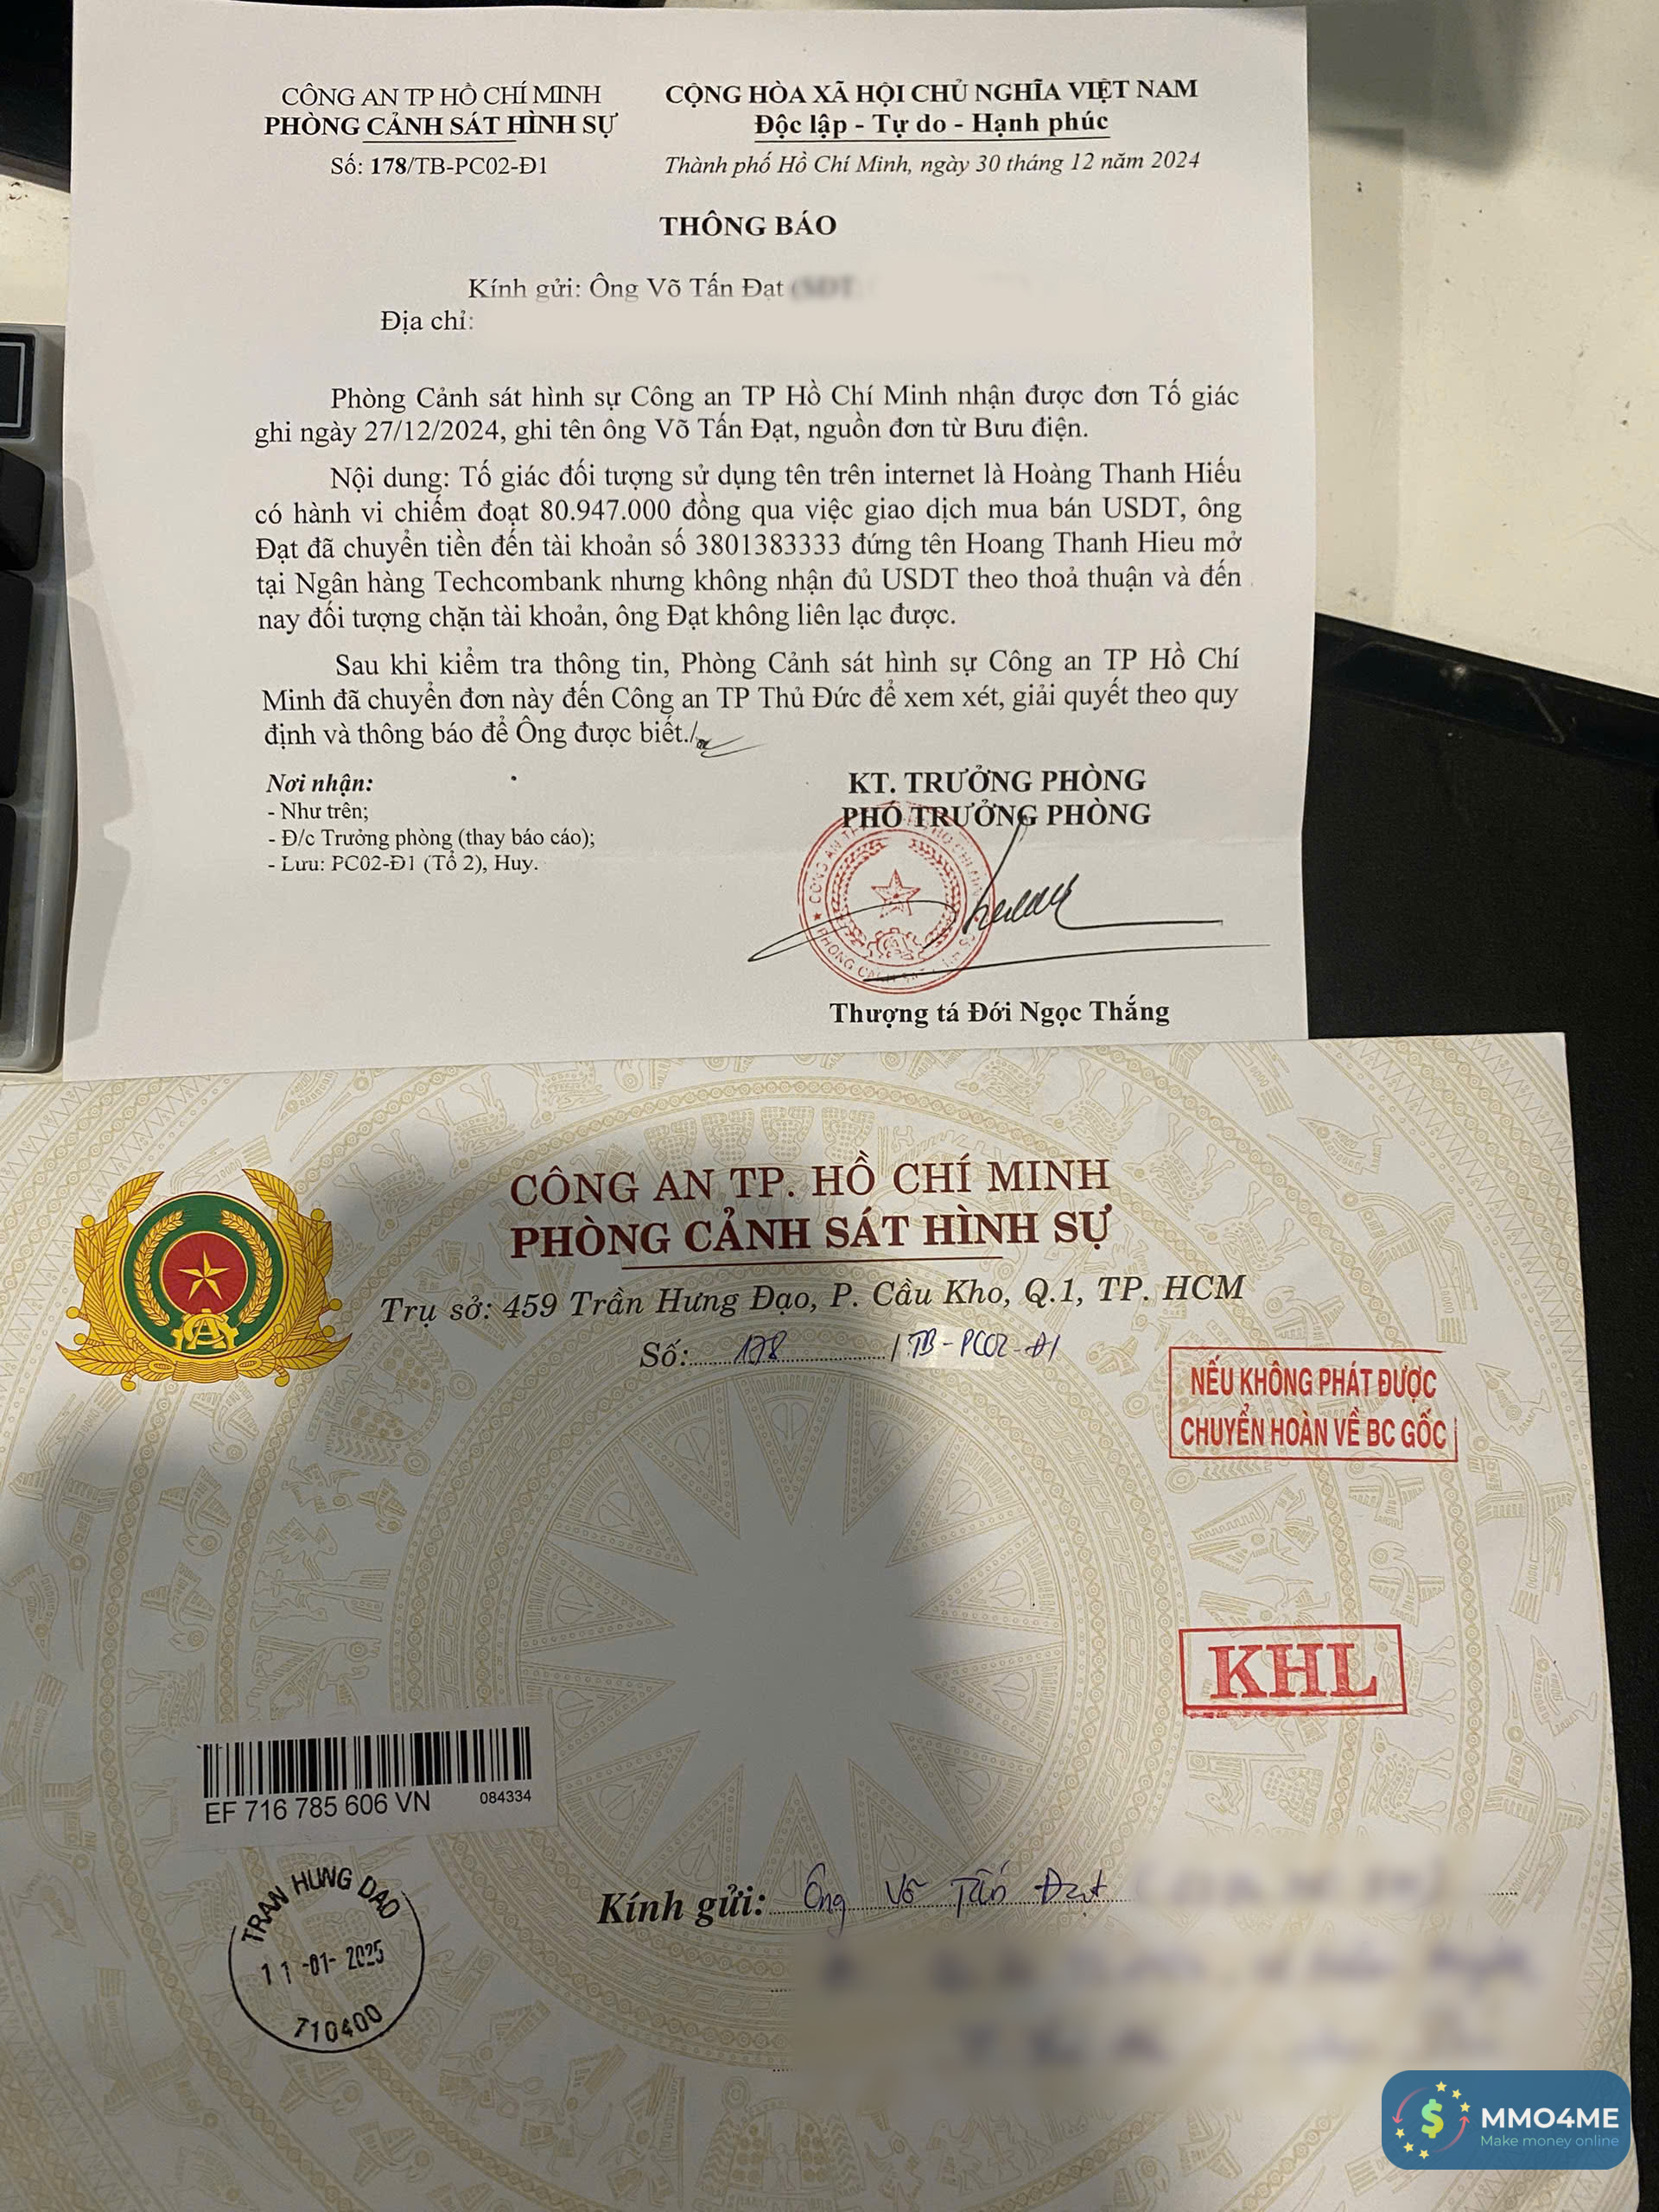 CÔNG AN TP HỒ CHÍ MINH
PHÒNG CẢNH SÁT HÌNH SỰ
Số: 178/TB-PC02-Đ1
CỘNG HÒA XÃ HỘI CHỦ NGHĨA VIỆT NAM
Độc lập - Tự do - Hạnh phúc
Thành phố Hồ Chí Minh, ngày 30 tháng 12 năm 2024
THÔNG BÁO
Kính gửi: Ông Võ Tấn Đạt (SĐT
Địa chỉ:
Phòng Cảnh sát hình sự Công an TP Hồ Chí Minh nhận được đơn Tố giác
ghi ngày 27/12/2024, ghi tên ông Võ Tấn Đạt, nguồn đơn từ Bưu điện.
Nội dung: Tố giác đối tượng sử dụng tên trên internet là Hoàng Thanh Hiếu
có hành vi chiếm đoạt 80.947.000 đồng qua việc giao dịch mua bán USDT, ông
Đạt đã chuyển tiền đến tài khoản số 3801383333 đứng tên Hoang Thanh Hieu mở
tại Ngân hàng Techcombank nhưng không nhận đủ USDT theo thoả thuận và đến
nay đối tượng chặn tài khoản, ông Đạt không liên lạc được.
Sau khi kiểm tra thông tin, Phòng Cảnh sát hình sự Công an TP Hồ Chí
Minh đã chuyển đơn này đến Công an TP Thủ Đức để xem xét, giải quyết theo quy
định và thông báo để Ông được biết./.
Nơi nhận:
- Như trên;
- Đ/c Trưởng phòng (thay báo cáo);
- Lưu: PC02-Đ1 (Tổ 2), Huy.
KT. TRƯỞNG PHÒNG
PHÓ TRƯỞNG PHÒNG
Thượng tá Đới Ngọc Thắng
CÔNG AN TP. HỒ CHÍ MINH
PHÒNG CẢNH SÁT HÌNH SỰ
Trụ sở: 459 Trần Hưng Đạo, P. Cầu Kho, Q.1, TP. HCM
Số: 178 / TB-PC02-Đ1
NẾU KHÔNG PHÁT ĐƯỢC
CHUYỂN HOÀN VỀ BC GỐC
KHL
EF 716 785 606 VN 084334
TRAN HUNG DAO
11-01-2025
710400
Kính gửi: Ông Võ Tấn Đạt
MMO4ME
Make money online